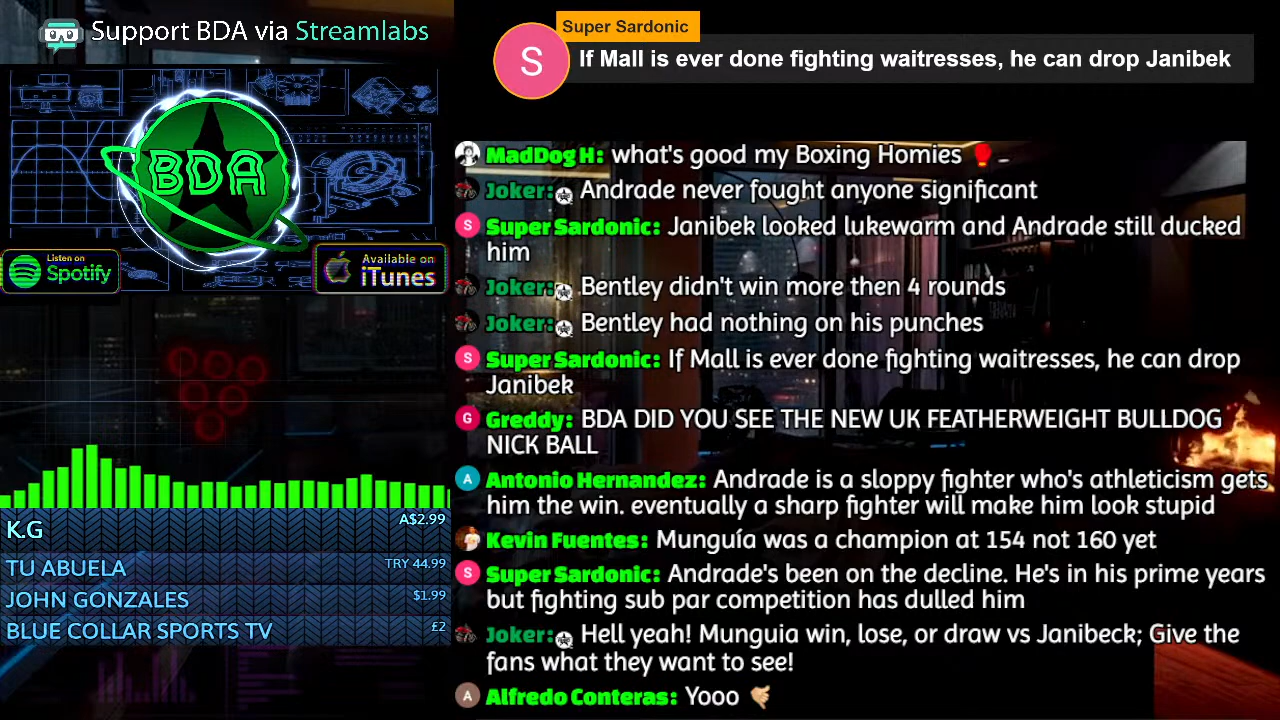 Support BDA via Streamlabs
BDA
Listen on
Spotify
Available on
iTunes
K.G A$2.99
TU ABUELA TRY 44.99
JOHN GONZALES $1.99
BLUE COLLAR SPORTS TV £2
Super Sardonic
S If Mall is ever done fighting waitresses, he can drop Janibek
MadDog H: what's good my Boxing Homies 🥊
Joker: Andrade never fought anyone significant
S Super Sardonic: Janibek looked lukewarm and Andrade still ducked
him
Joker: Bentley didn't win more then 4 rounds
Joker: Bentley had nothing on his punches
S Super Sardonic: If Mall is ever done fighting waitresses, he can drop
Janibek
G Greddy: BDA DID YOU SEE THE NEW UK FEATHERWEIGHT BULLDOG
NICK BALL
A Antonio Hernandez: Andrade is a sloppy fighter who's athleticism gets
him the win. eventually a sharp fighter will make him look stupid
Kevin Fuentes: Munguía was a champion at 154 not 160 yet
S Super Sardonic: Andrade's been on the decline. He's in his prime years
but fighting sub par competition has dulled him
Joker: Hell yeah! Munguia win, lose, or draw vs Janibeck; Give the
fans what they want to see!
A Alfredo Conteras: Yooo